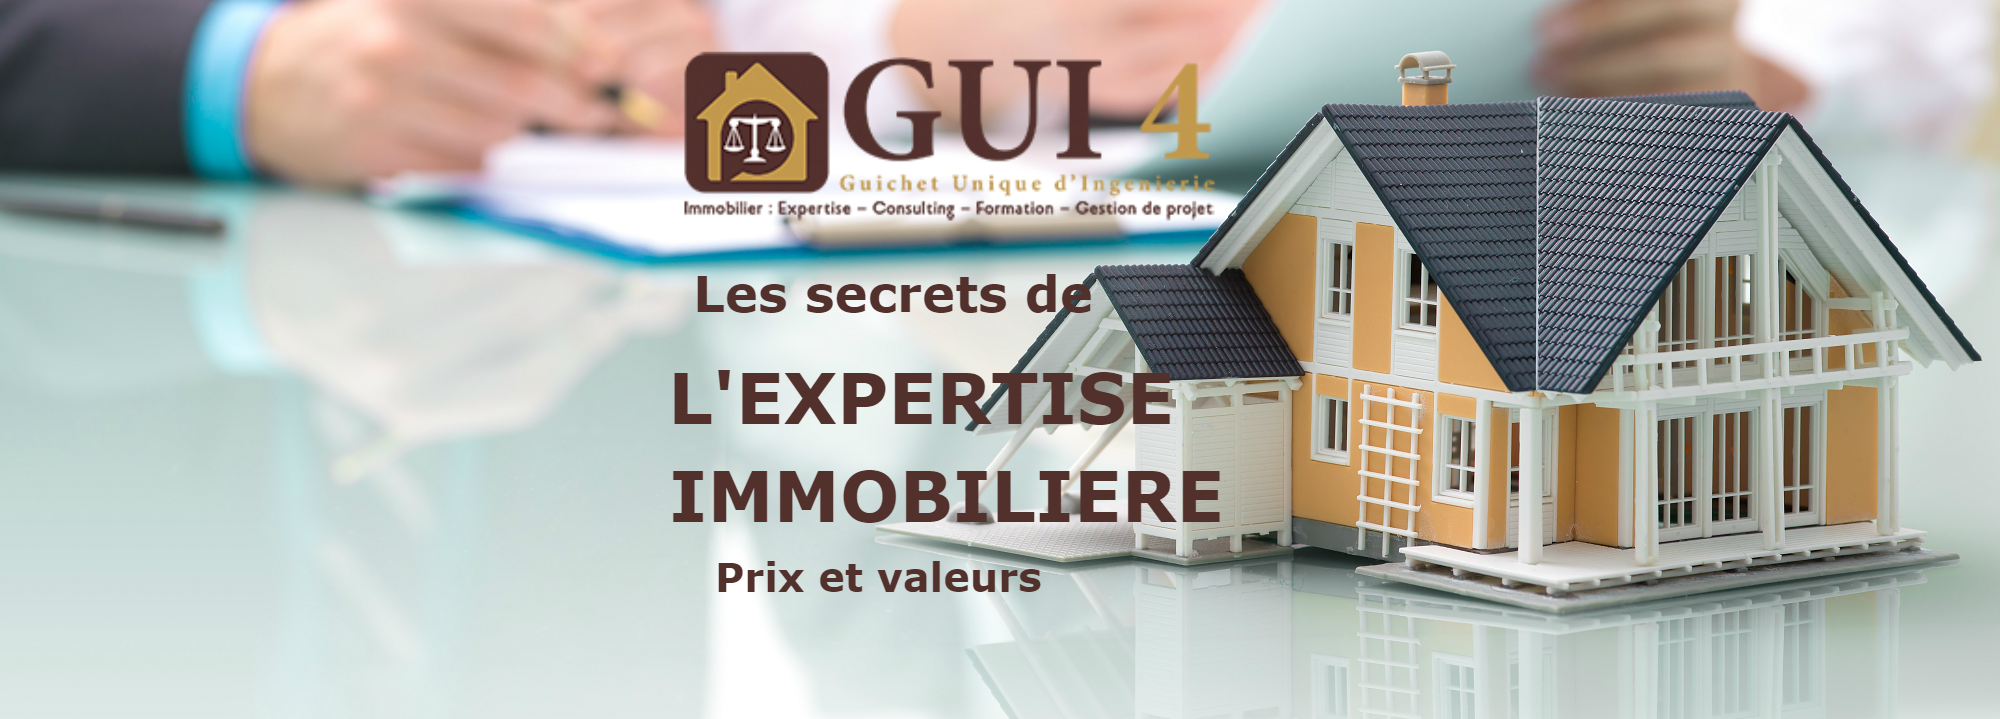 GUI 4
Guichet Unique d'Ingenierie
Immobilier : Expertise – Consulting – Formation – Gestion de projet
Les secrets de
L'EXPERTISE
IMMOBILIERE
Prix et valeurs